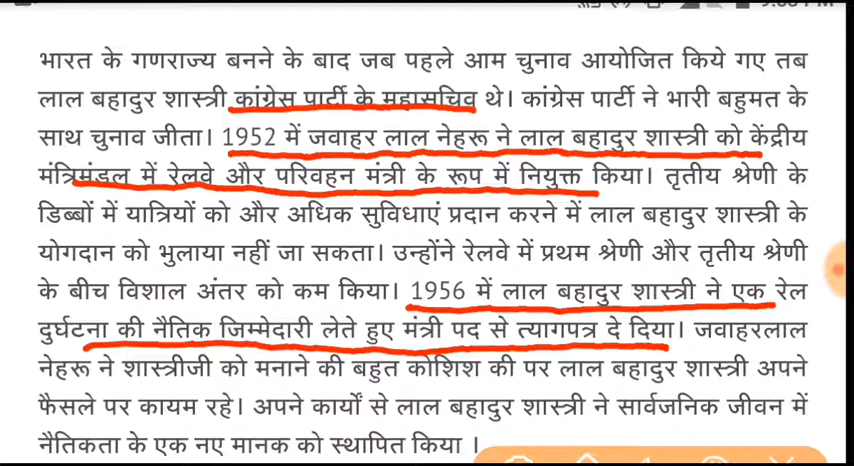 भारत के गणराज्य बनने के बाद जब पहले आम चुनाव आयोजित किये गए तब
लाल बहादुर शास्त्री कांग्रेस पार्टी के महासचिव थे। कांग्रेस पार्टी ने भारी बहुमत के
साथ चुनाव जीता। 1952 में जवाहर लाल नेहरू ने लाल बहादुर शास्त्री को केंद्रीय
मंत्रिमंडल में रेलवे और परिवहन मंत्री के रूप में नियुक्त किया। तृतीय श्रेणी के
डिब्बों में यात्रियों को और अधिक सुविधाएं प्रदान करने में लाल बहादुर शास्त्री के
योगदान को भुलाया नहीं जा सकता। उन्होंने रेलवे में प्रथम श्रेणी और तृतीय श्रेणी
के बीच विशाल अंतर को कम किया। 1956 में लाल बहादुर शास्त्री ने एक रेल
दुर्घटना की नैतिक जिम्मेदारी लेते हुए मंत्री पद से त्यागपत्र दे दिया। जवाहरलाल
नेहरू ने शास्त्रीजी को मनाने की बहुत कोशिश की पर लाल बहादुर शास्त्री अपने
फैसले पर कायम रहे। अपने कार्यों से लाल बहादुर शास्त्री ने सार्वजनिक जीवन में
नैतिकता के एक नए मानक को स्थापित किया ।